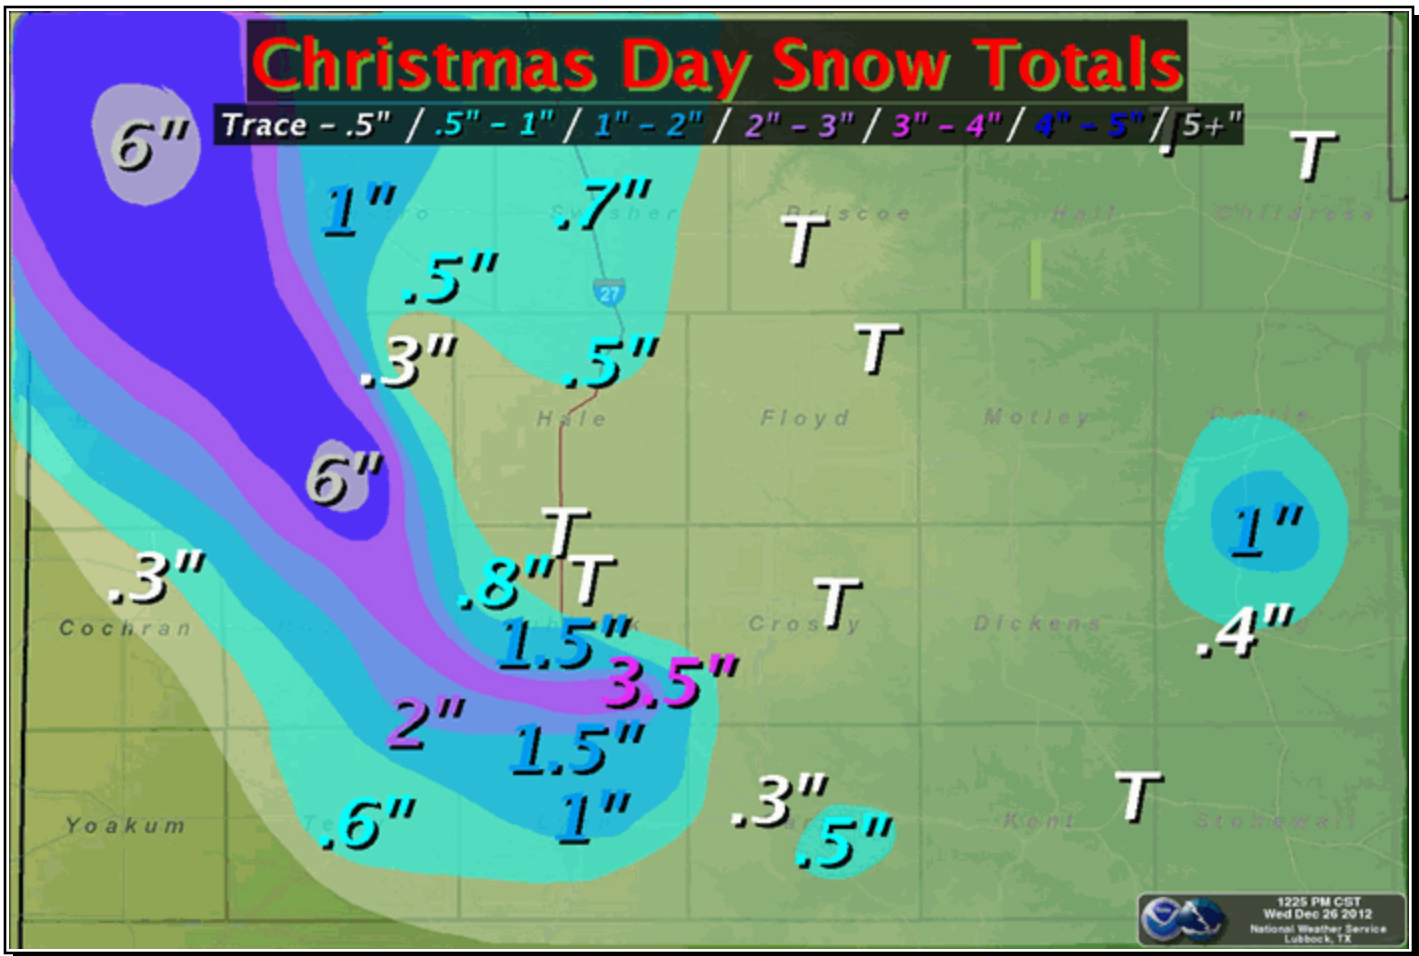 Christmas Day Snow Totals
Trace - .5" / .5" - 1" / 1" - 2" / 2" - 3" / 3" - 4" / 4" - 5" / 5+"
6"
T
1"
.7"
Swisher
Briscoe
T
Hall
Childress
.5"
27
.3"
.5"
T
Hale
Floyd
Motley
Cottle
6"
T
1"
.3"
.8"
T
T
Cochran
Crosby
Dickens
1.5"
.4"
3.5"
2"
1.5"
.3"
T
.6"
1"
.5"
Yoakum
Kent
Stonewall
1225 PM CST
Wed Dec 26 2012
National Weather Service
Lubbock, TX